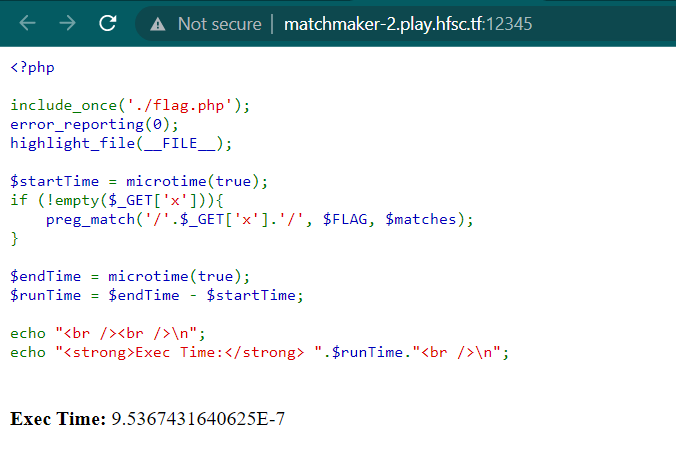 Not secure | matchmaker-2.play.hfsc.tf:12345
<?php
include_once('./flag.php');
error_reporting(0);
highlight_file(__FILE__);
$startTime = microtime(true);
if (!empty($_GET['x'])){
    preg_match('/'.$_GET['x'].'/', $FLAG, $matches);
}
$endTime = microtime(true);
$runTime = $endTime - $startTime;
echo "<br /><br />\n";
echo "<strong>Exec Time:</strong> ".$runTime."<br />\n";
Exec Time: 9.5367431640625E-7